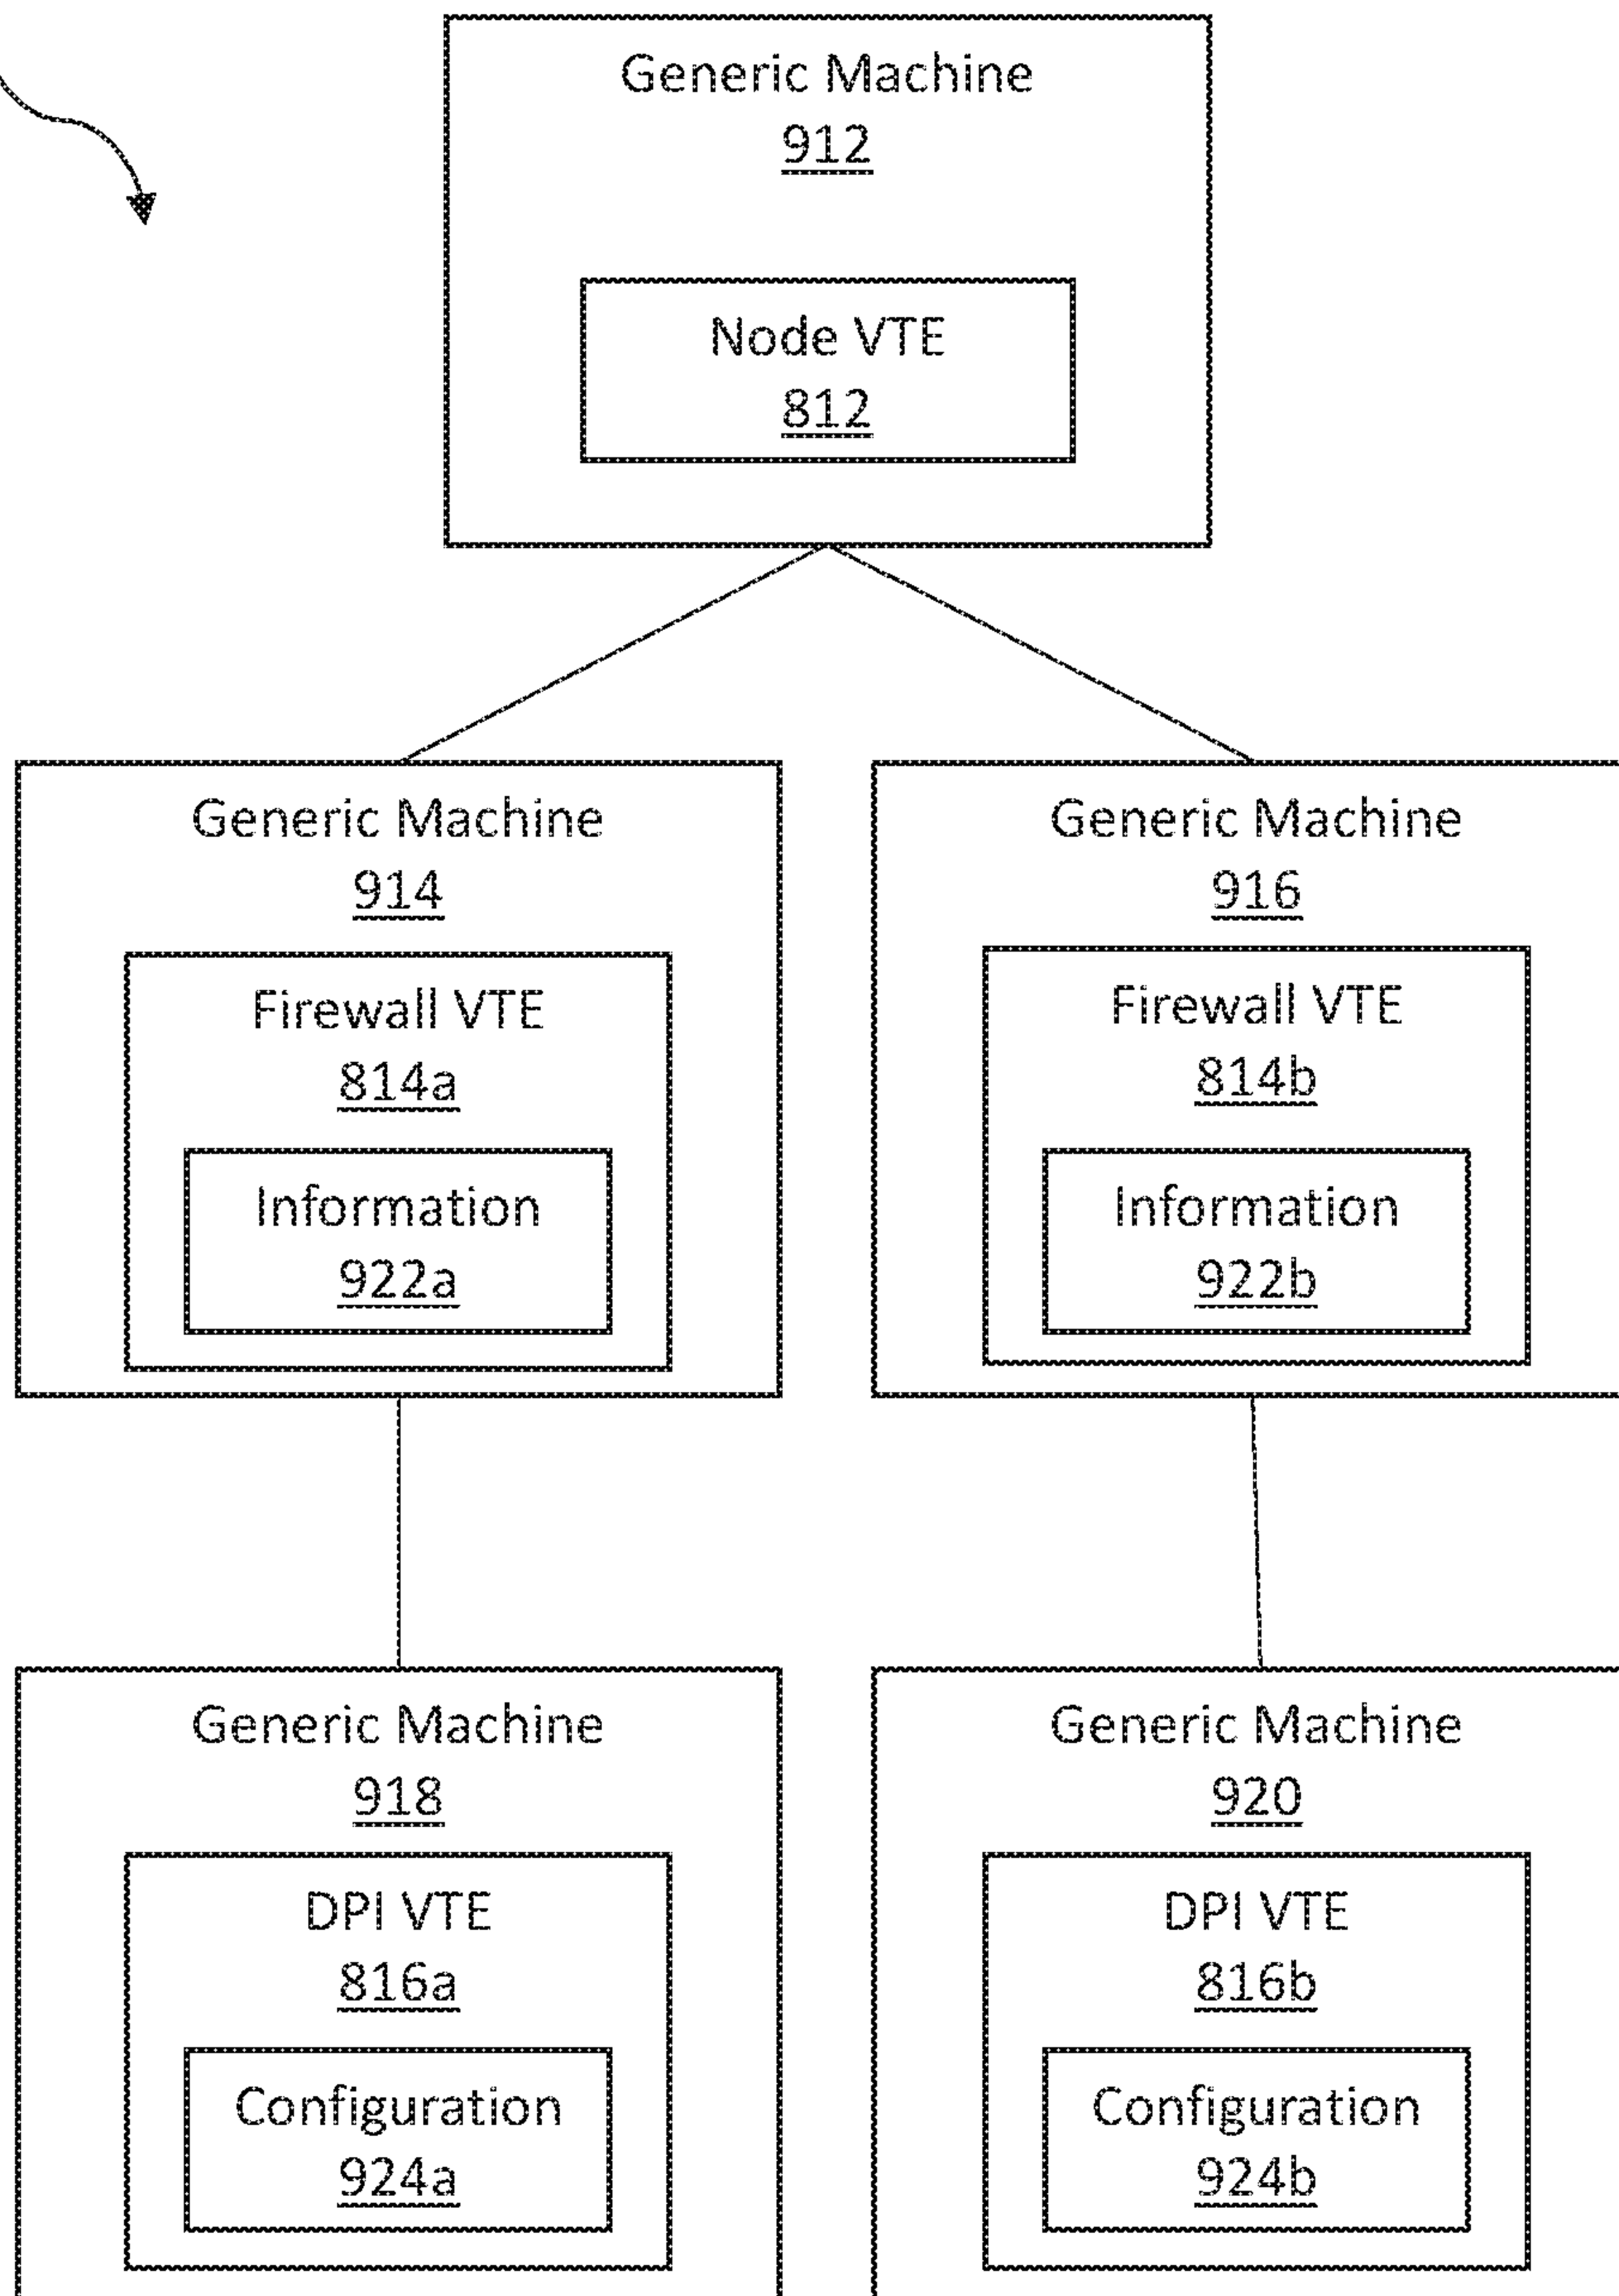 Generic Machine
912
Node VTE
812
Generic Machine
914
Firewall VTE
814a
Information
922a
Generic Machine
916
Firewall VTE
814b
Information
922b
Generic Machine
918
DPI VTE
816a
Configuration
924a
Generic Machine
920
DPI VTE
816b
Configuration
924b